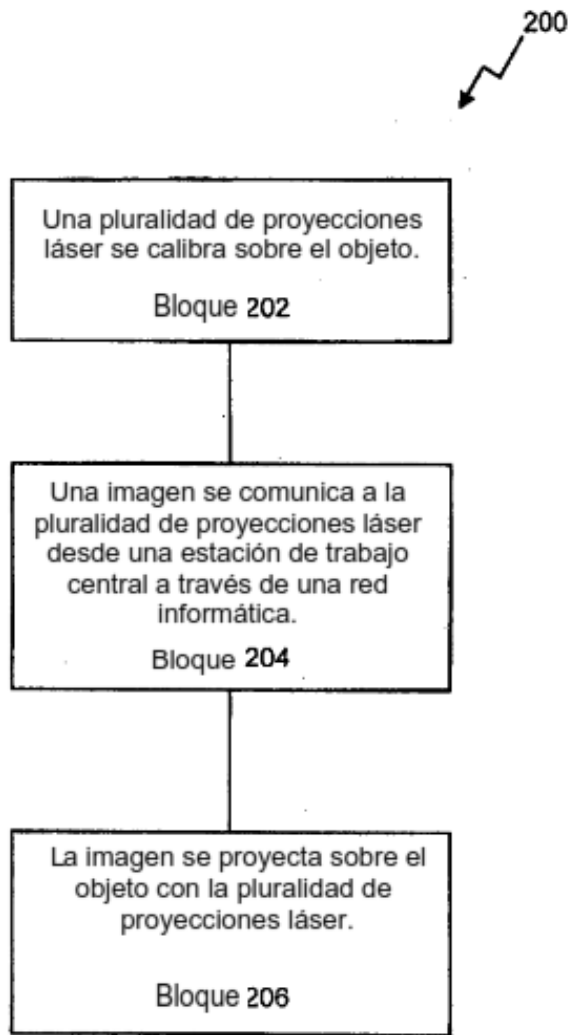 200
Una pluralidad de proyecciones
láser se calibra sobre el objeto.
Bloque 202
Una imagen se comunica a la
pluralidad de proyecciones láser
desde una estación de trabajo
central a través de una red
informática.
Bloque 204
La imagen se proyecta sobre el
objeto con la pluralidad de
proyecciones láser.
Bloque 206